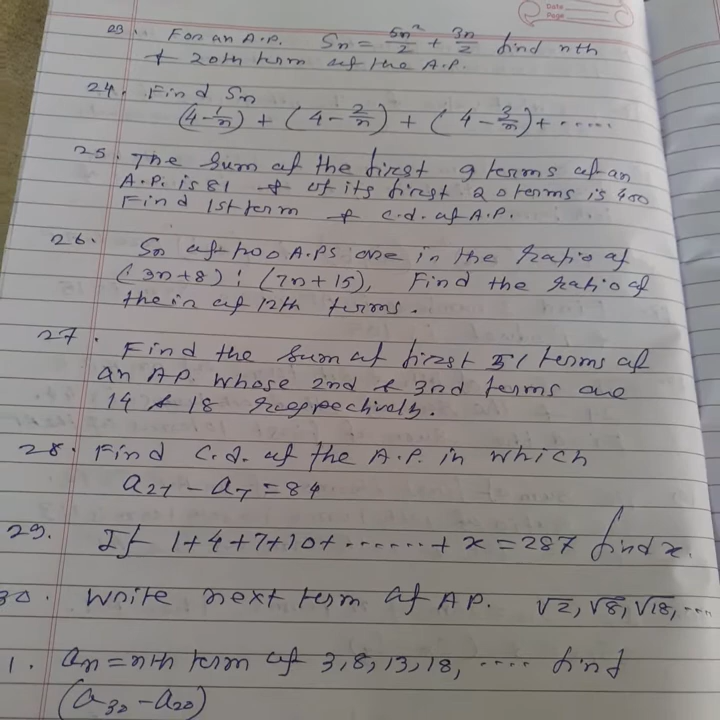 Date
Page
23. For an A.P. Sn = 5n²/2 + 3n/2 find nth
& 20th term of the A.P.
24. Find Sn
(4-1/n) + (4-2/n) + (4-3/n) + ......
25. The sum of the first 9 terms of an
A.P. is 81 & of its first 20 terms is 400
Find 1st term & c.d. of A.P.
26. Sn of two A.PS are in the ratio of
(3n+8) : (7n+15), Find the ratio of
their of 12th terms.
27. Find the sum of first 51 terms of
an AP. whose 2nd & 3rd terms are
14 & 18 respectively.
28. Find c.d. of the A.P. in which
a₂₁ - a₇ = 84
29. If 1+4+7+10+ ...... + x = 287 find x.
30. Write next term of AP. √2, √8, √18, ...
1. an = nth term of 3, 8, 13, 18, .... find
(a₃₀ - a₂₀)